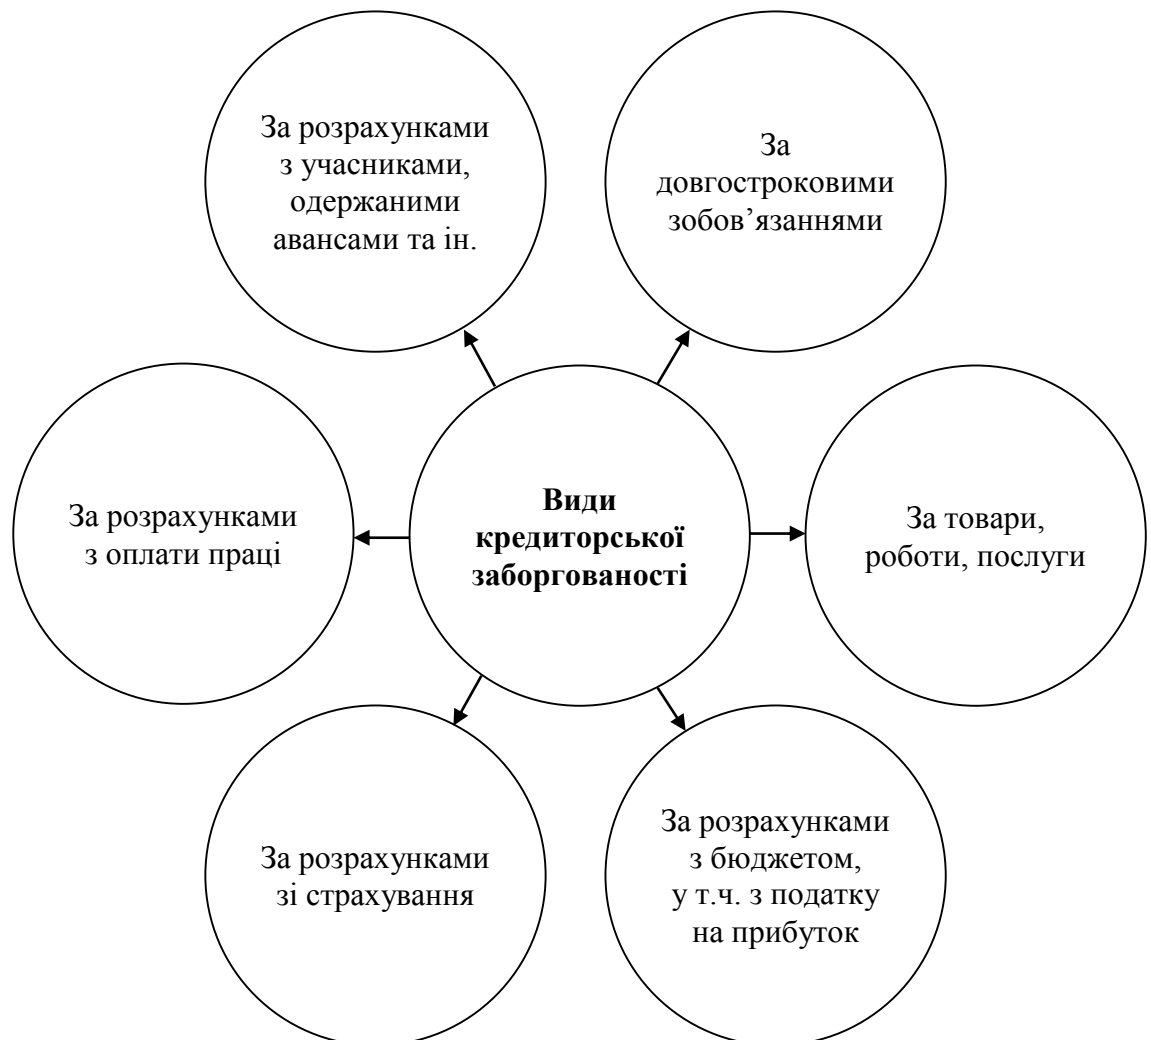 За розрахунками
з учасниками,
одержаними
авансами та ін.
За
довгостроковими
зобов’язаннями
За розрахунками
з оплати праці
Види
кредиторської
заборгованості
За товари,
роботи, послуги
За розрахунками
зі страхування
За розрахунками
з бюджетом,
у т.ч. з податку
на прибуток